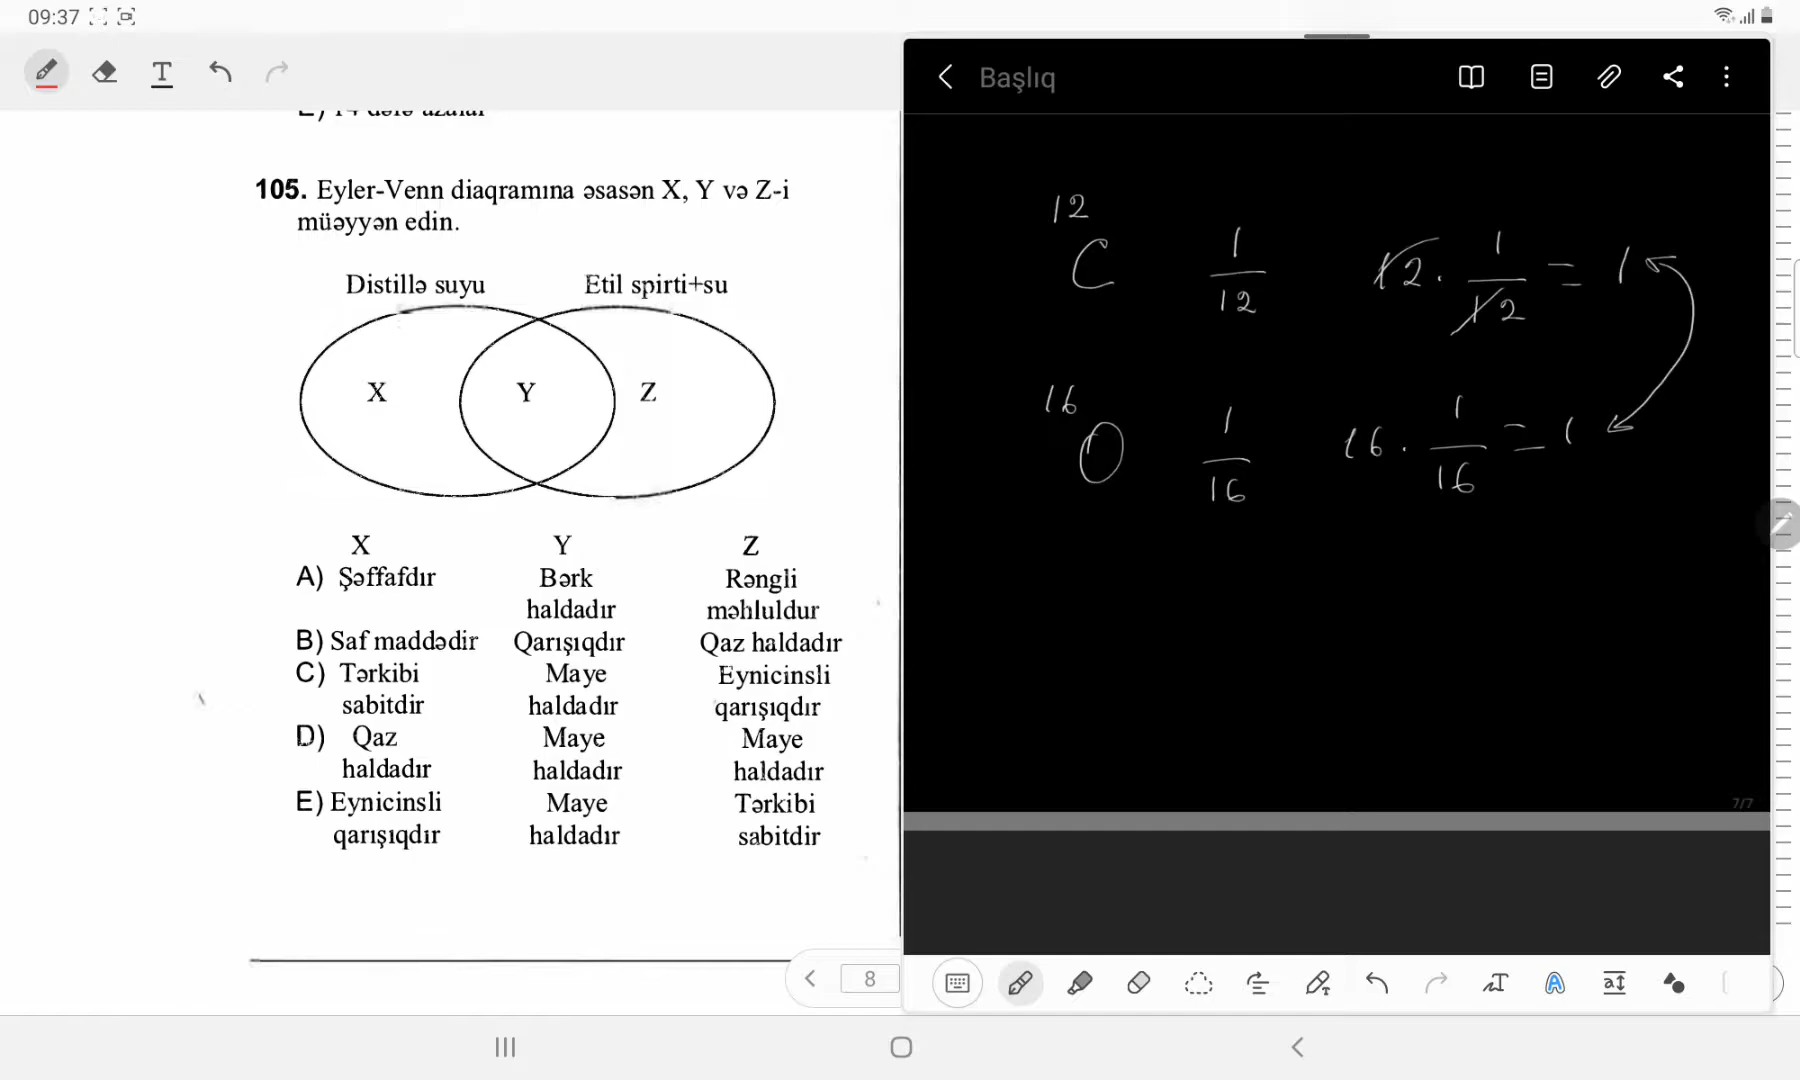 09:37
Başlıq
E) 14 dəfə azalar
105. Eyler-Venn diaqramına əsasən X, Y və Z-i
müəyyən edin.
Distillə suyu Etil spirti+su
X Y Z
X Y Z
A) Şəffafdır Bərk Rəngli
haldadır məhluldur
B) Saf maddədir Qarışıqdır Qaz haldadır
C) Tərkibi Maye Eynicinsli
sabitdir haldadır qarışıqdır
D) Qaz Maye Maye
haldadır haldadır haldadır
E) Eynicinsli Maye Tərkibi
qarışıqdır haldadır sabitdir
8
12
C 1/12 12 · 1/12 = 1
16
O 1/16 16 · 1/16 = 1
7/7